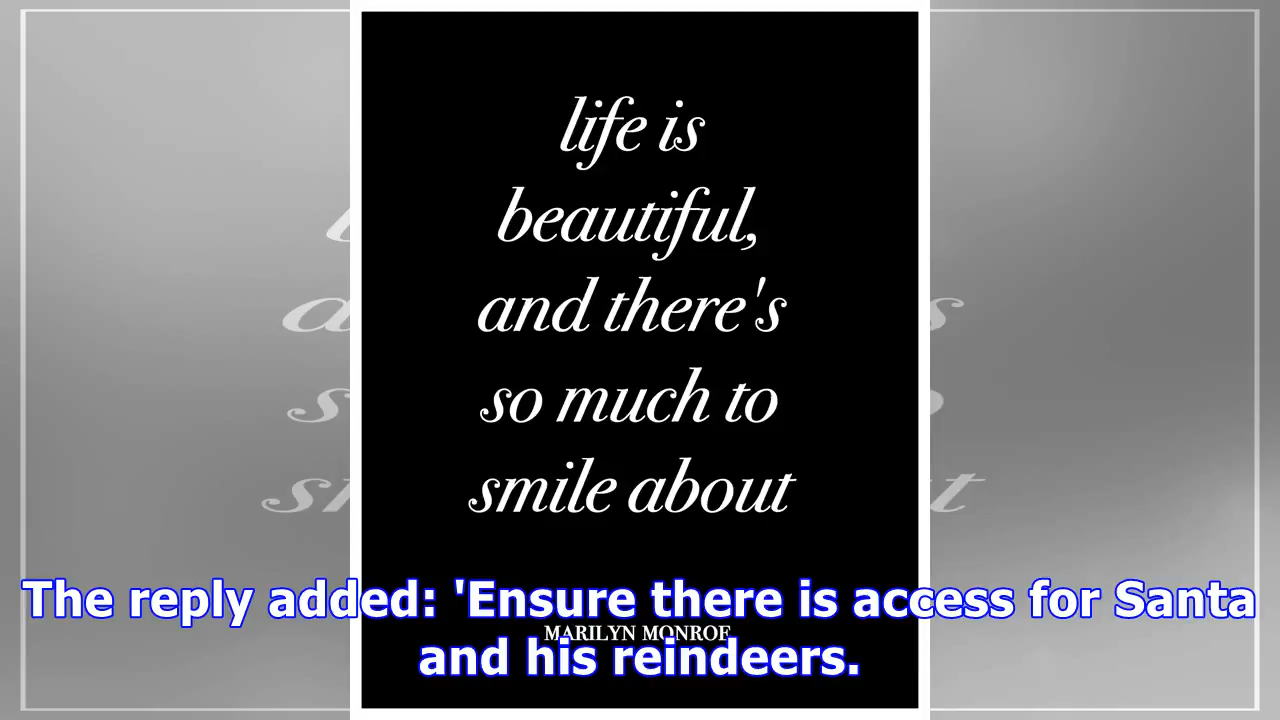 life is
beautiful,
and there's
so much to
smile about
MARILYN MONROE
The reply added: 'Ensure there is access for Santa
and his reindeers.